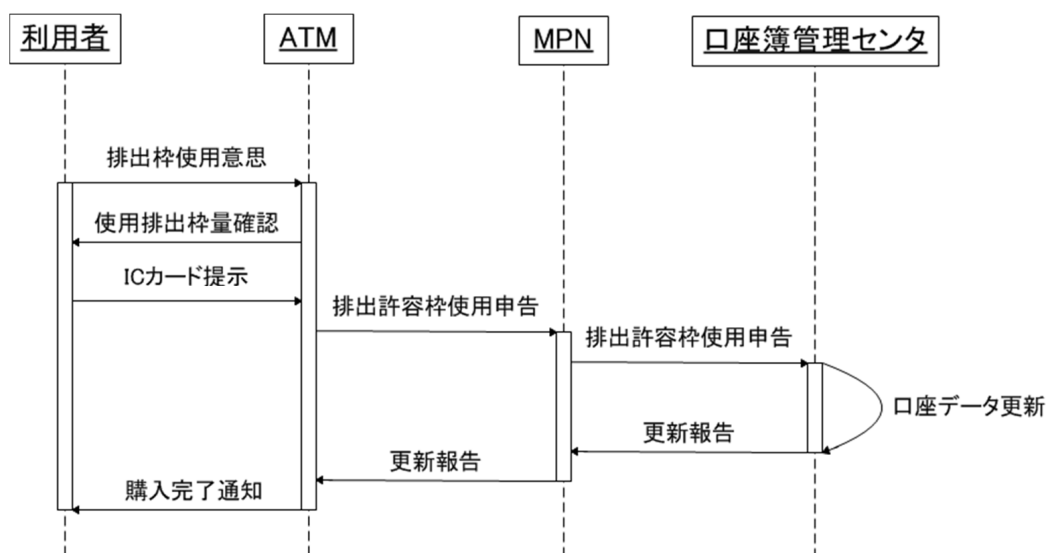 利用者
ATM
MPN
口座簿管理センタ
排出枠使用意思
使用排出枠量確認
ICカード提示
排出許容枠使用申告
排出許容枠使用申告
口座データ更新
更新報告
更新報告
購入完了通知